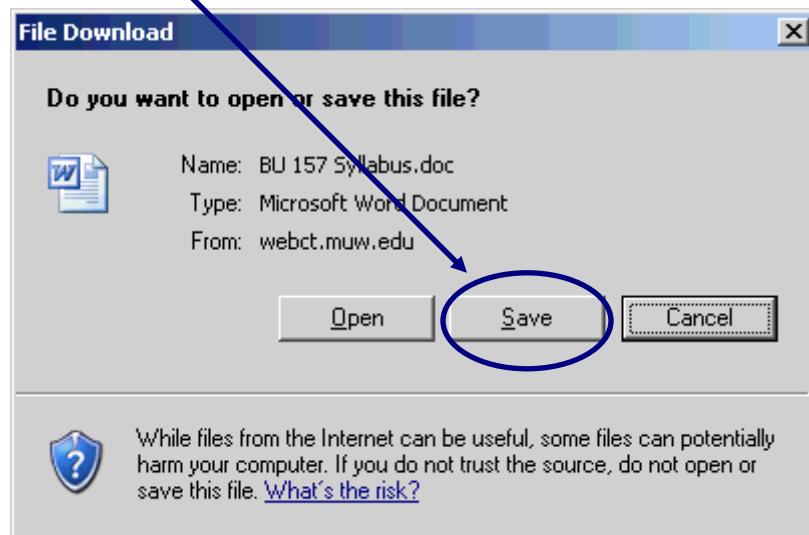 File Download
Do you want to open or save this file?
Name: BU 157 Syllabus.doc
Type: Microsoft Word Document
From: webct.muw.edu
Open Save Cancel
While files from the Internet can be useful, some files can potentially
harm your computer. If you do not trust the source, do not open or
save this file. What's the risk?